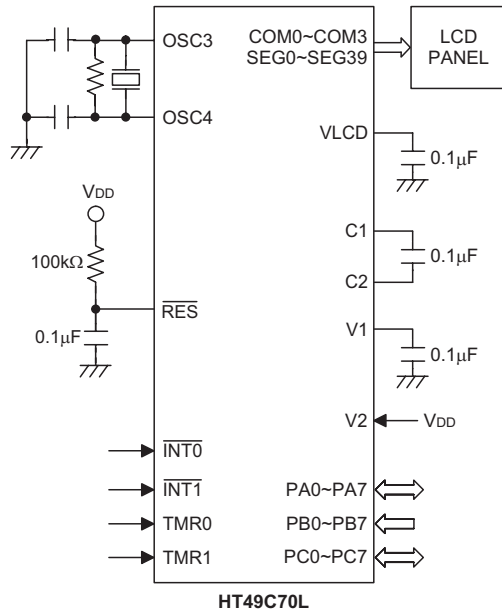 OSC3
OSC4
VDD
100kΩ
RES
0.1μF
INT0
INT1
TMR0
TMR1
COM0~COM3
SEG0~SEG39
LCD
PANEL
VLCD
0.1μF
C1
C2
0.1μF
V1
0.1μF
V2
VDD
PA0~PA7
PB0~PB7
PC0~PC7
HT49C70L